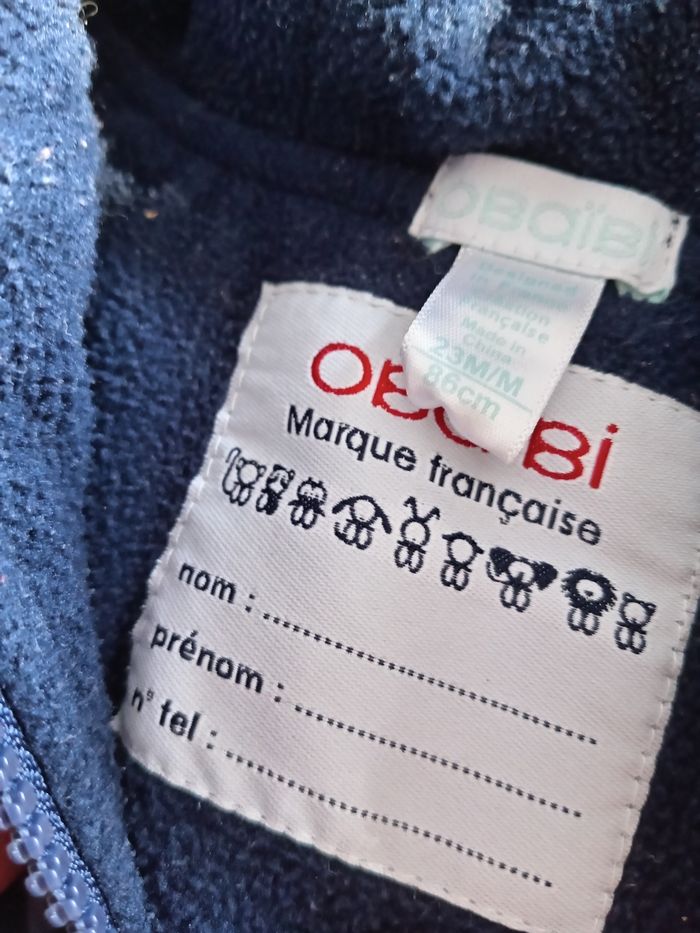 OBaïBi
Designed
in France
Création
Française
Made in
China
23M/M
86cm
OBaïBi
Marque française
nom :
prénom :
n° tel :